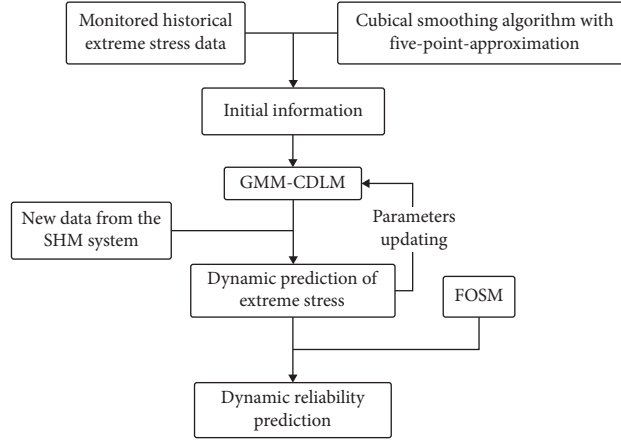 Monitored historical
extreme stress data
Cubical smoothing algorithm with
five-point-approximation
Initial information
GMM-CDLM
New data from the
SHM system
Parameters
updating
Dynamic prediction of
extreme stress
FOSM
Dynamic reliability
prediction